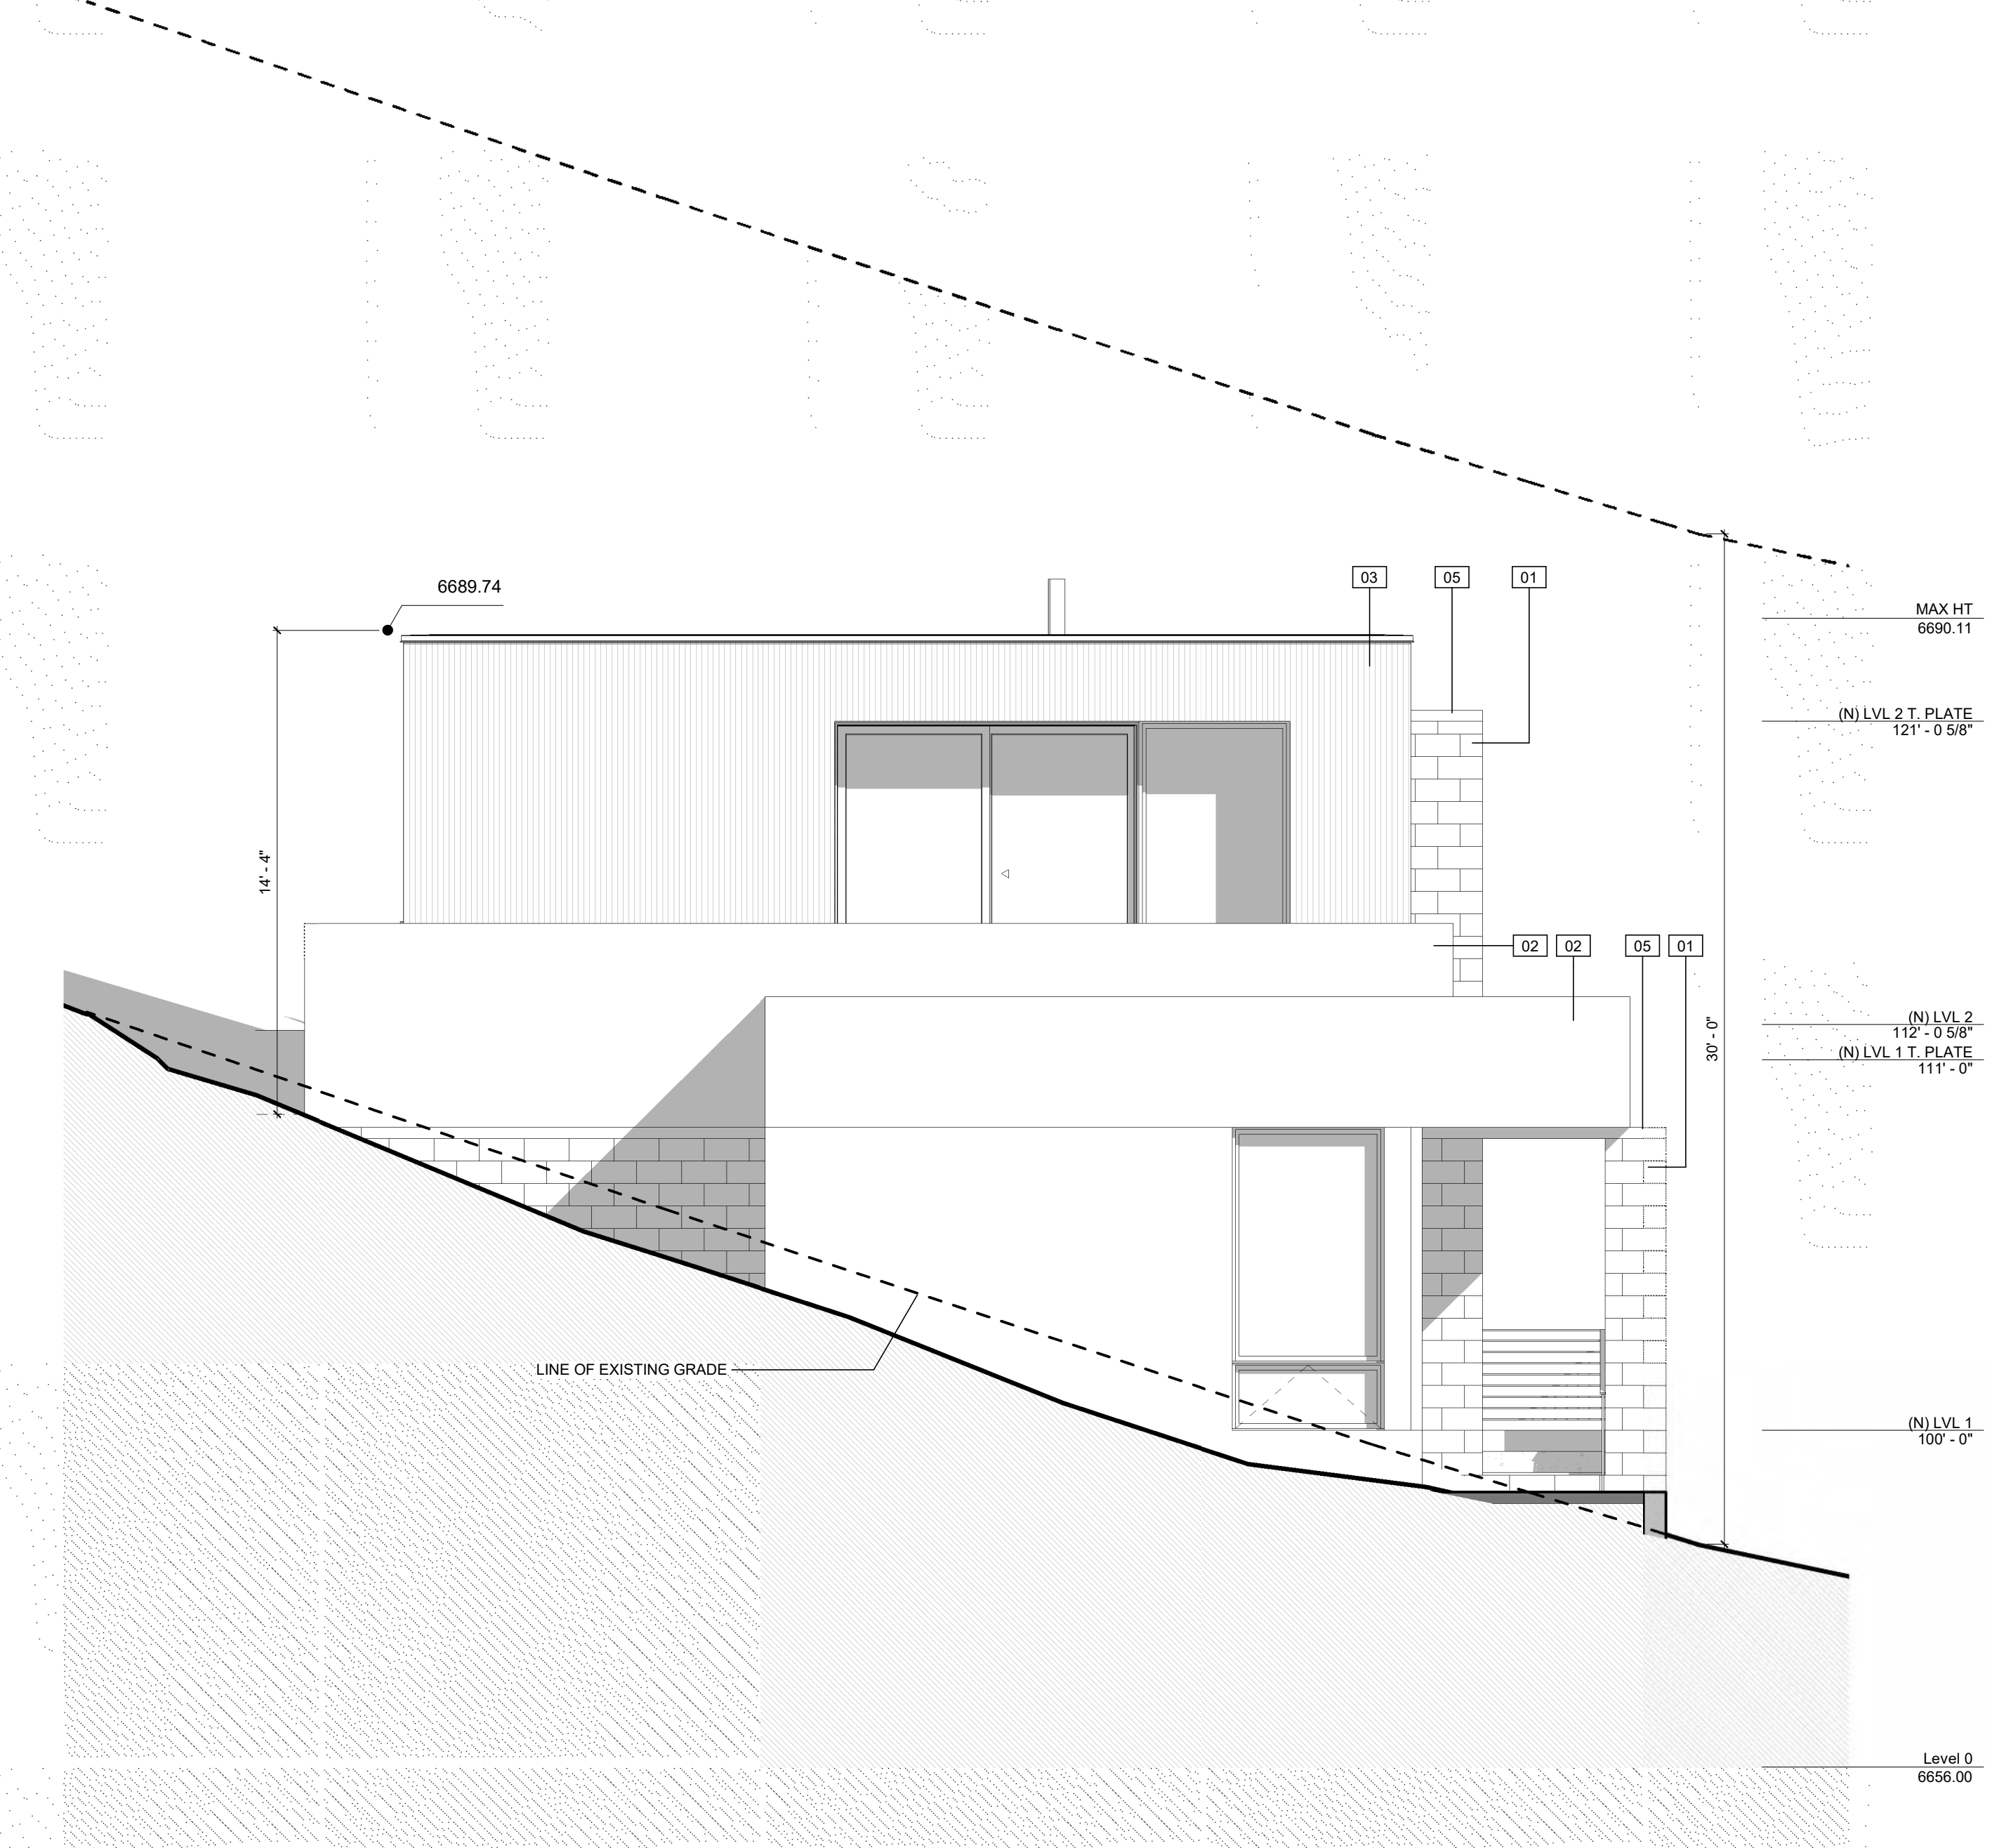 6689.74
03
05
01
MAX HT
6690.11
(N) LVL 2 T. PLATE
121' - 0 5/8"
14' - 4"
02
02
05
01
(N) LVL 2
112' - 0 5/8"
(N) LVL 1 T. PLATE
111' - 0"
30' - 0"
LINE OF EXISTING GRADE
(N) LVL 1
100' - 0"
Level 0
6656.00